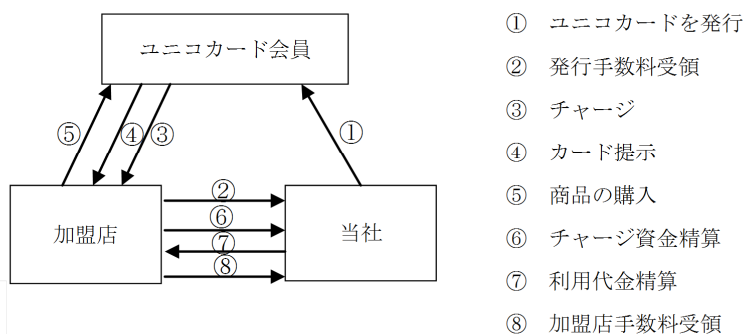 ユニコカード会員
⑤
④
③
①
加盟店
②
⑥
⑦
⑧
当社
① ユニコカードを発行
② 発行手数料受領
③ チャージ
④ カード提示
⑤ 商品の購入
⑥ チャージ資金精算
⑦ 利用代金精算
⑧ 加盟店手数料受領